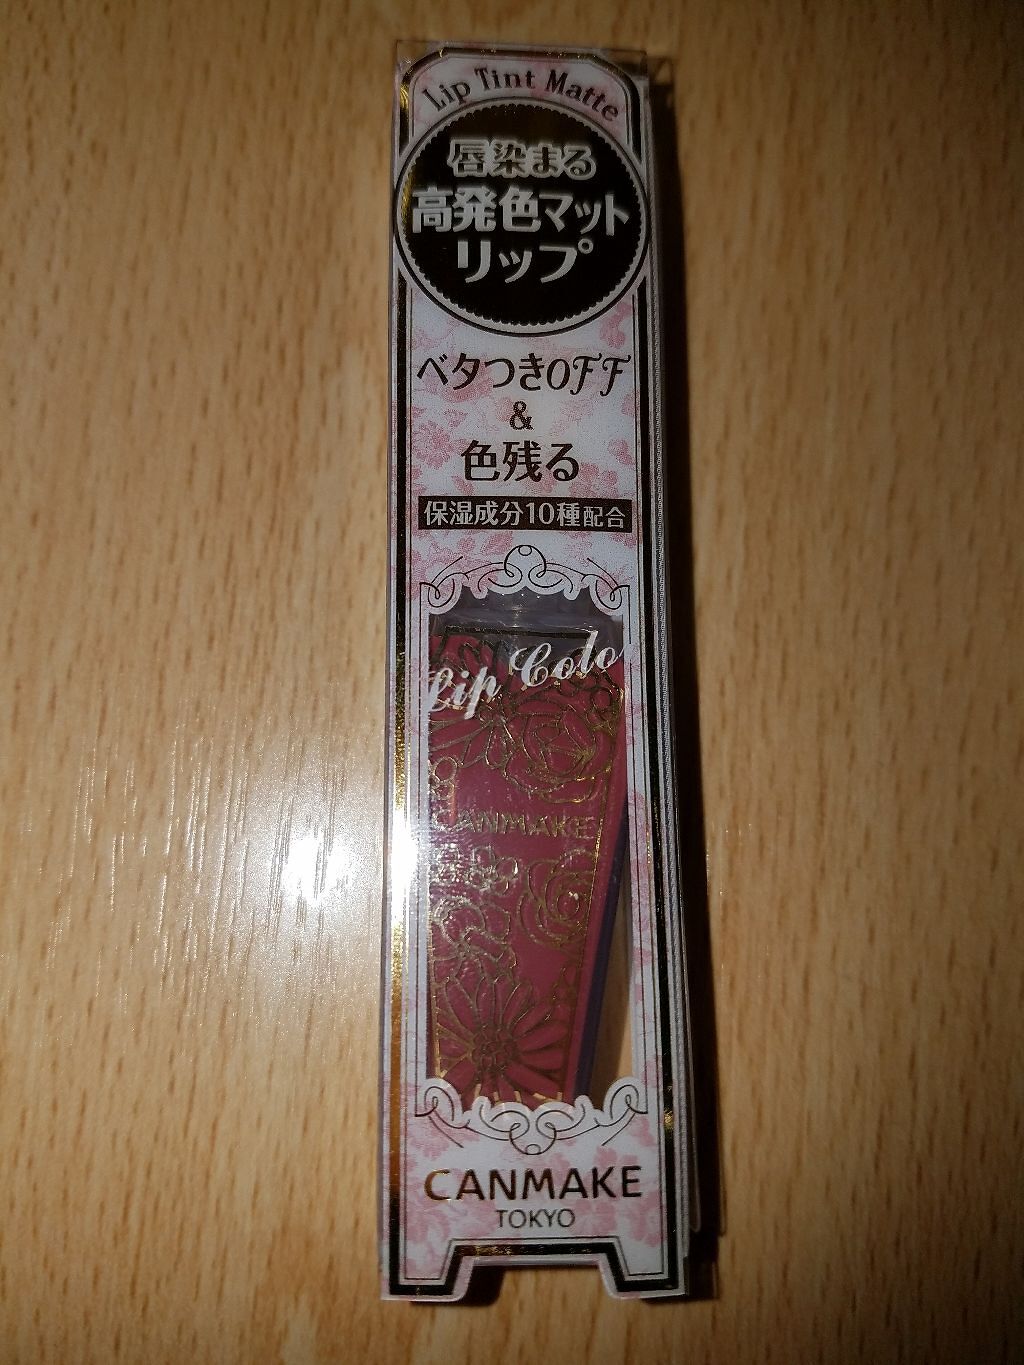 Lip Tint Matte
唇染まる
高発色マット
リップ
ベタつきOFF
&
色残る
保湿成分10種配合
Lip Colo
CANMAKE
CANMAKE
TOKYO